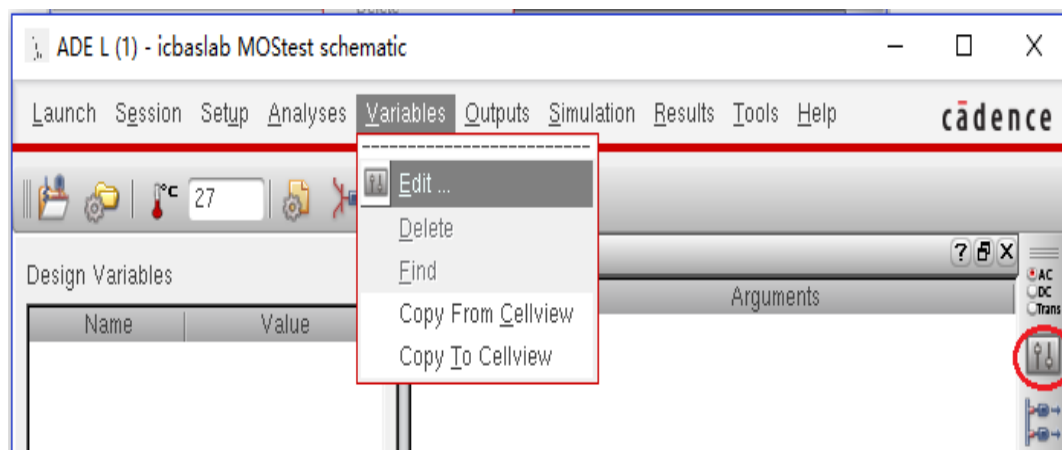 Delete
ADE L (1) - icbaslab MOStest schematic
Launch Session Setup Analyses Variables Outputs Simulation Results Tools Help cādence
°C 27
Edit ...
Delete
Find
Copy From Cellview
Copy To Cellview
Design Variables
Name Value
Arguments
AC
DC
Trans